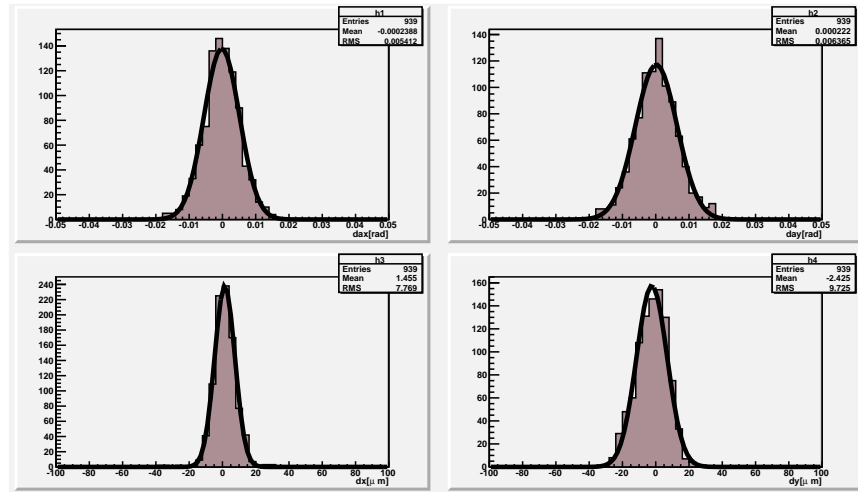 h1
Entries 939
Mean -0.0002388
RMS 0.005412
140
120
100
80
60
40
20
0
-0.05 -0.04 -0.03 -0.02 -0.01 0 0.01 0.02 0.03 0.04 0.05
dax[rad]
h2
Entries 939
Mean 0.000222
RMS 0.006365
140
120
100
80
60
40
20
0
-0.05 -0.04 -0.03 -0.02 -0.01 0 0.01 0.02 0.03 0.04 0.05
day[rad]
h3
Entries 939
Mean 1.455
RMS 7.769
240
220
200
180
160
140
120
100
80
60
40
20
0
-100 -80 -60 -40 -20 0 20 40 60 80 100
dx[μ m]
h4
Entries 939
Mean -2.425
RMS 9.725
160
140
120
100
80
60
40
20
0
-100 -80 -60 -40 -20 0 20 40 60 80 100
dy[μ m]